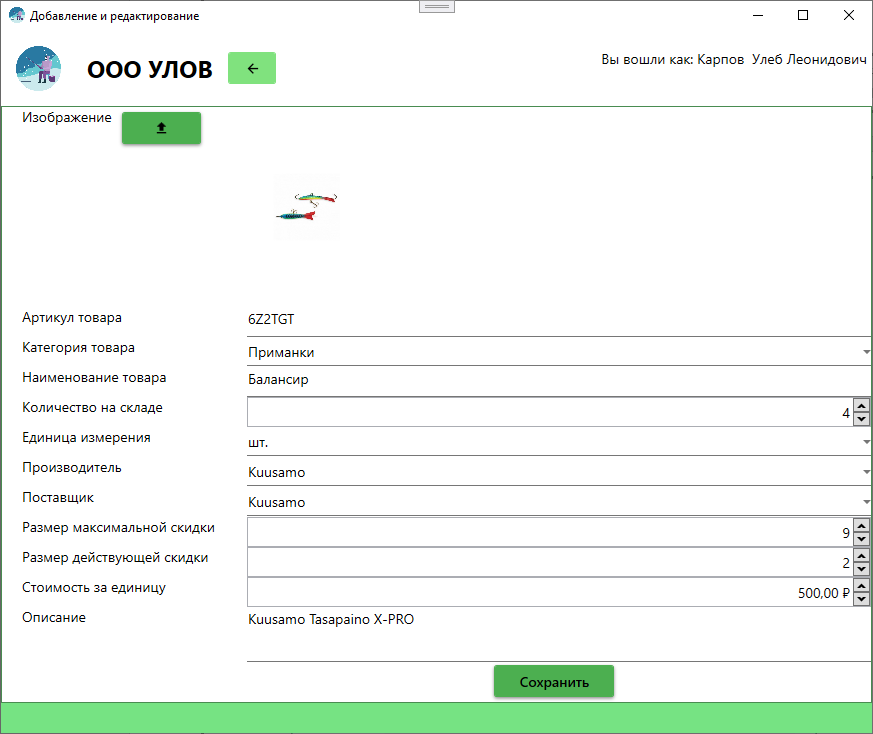 Добавление и редактирование
ООО УЛОВ
Вы вошли как: Карпов Улеб Леонидович
Изображение
Артикул товара 6Z2TGT
Категория товара Приманки
Наименование товара Балансир
Количество на складе 4
Единица измерения шт.
Производитель Kuusamo
Поставщик Kuusamo
Размер максимальной скидки 9
Размер действующей скидки 2
Стоимость за единицу 500,00 ₽
Описание Kuusamo Tasapaino X-PRO
Сохранить